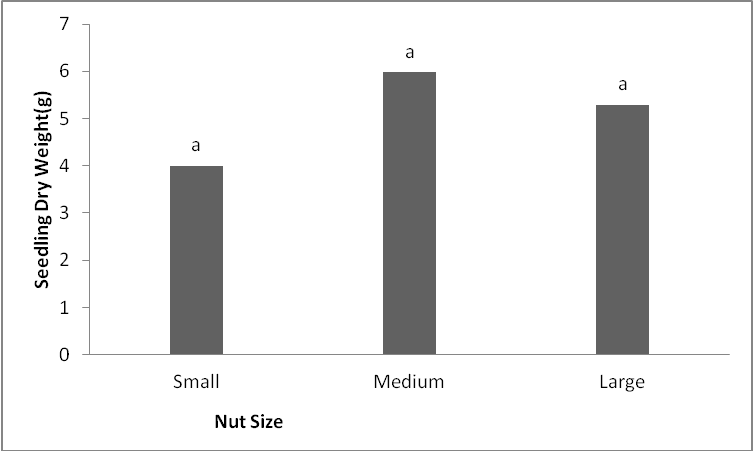 Seedling Dry Weight(g)
7
6
5
4
3
2
1
0
a
a
a
Small Medium Large
Nut Size